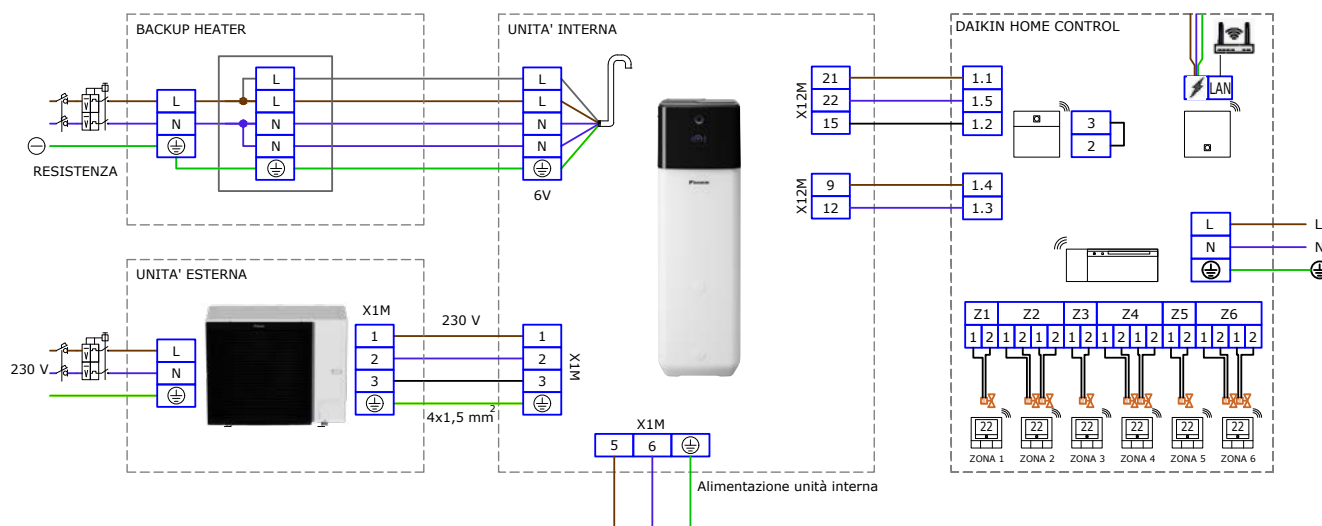 BACKUP HEATER
L
N
L
L
N
N
RESISTENZA
UNITA' INTERNA
L
L
N
N
6V
X12M
21
22
15
X12M
9
12
DAIKIN HOME CONTROL
1.1
1.5
1.2
1.4
1.3
3
2
LAN
L
N
L
N
Z1 Z2 Z3 Z4 Z5 Z6
1 2 1 2 1 2 1 2 1 2 1 2 1 2 1 2 1 2
22 22 22 22 22 22
ZONA 1 ZONA 2 ZONA 3 ZONA 4 ZONA 5 ZONA 6
UNITA' ESTERNA
230 V
L
N
X1M
1
2
3
230 V
4x1,5 mm²
1
2
3
X1M
X1M
5 6
Alimentazione unità interna
DAIKIN